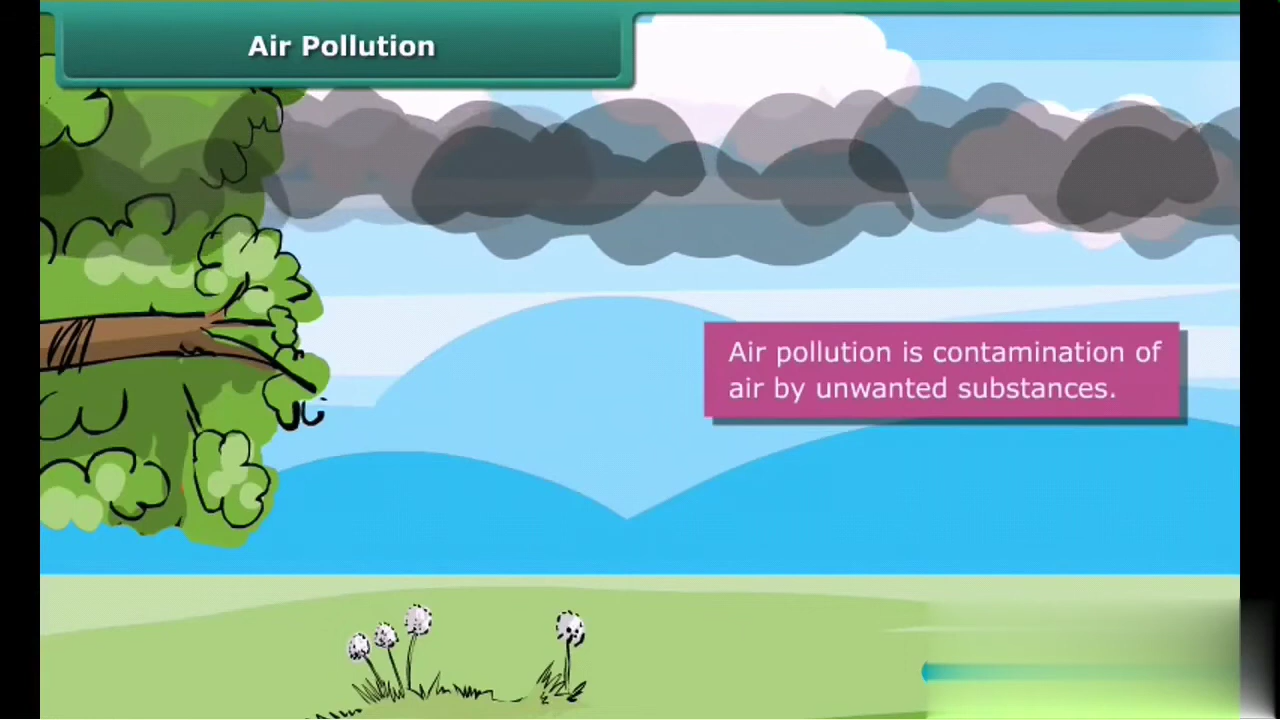 Air Pollution
Air pollution is contamination of
air by unwanted substances.